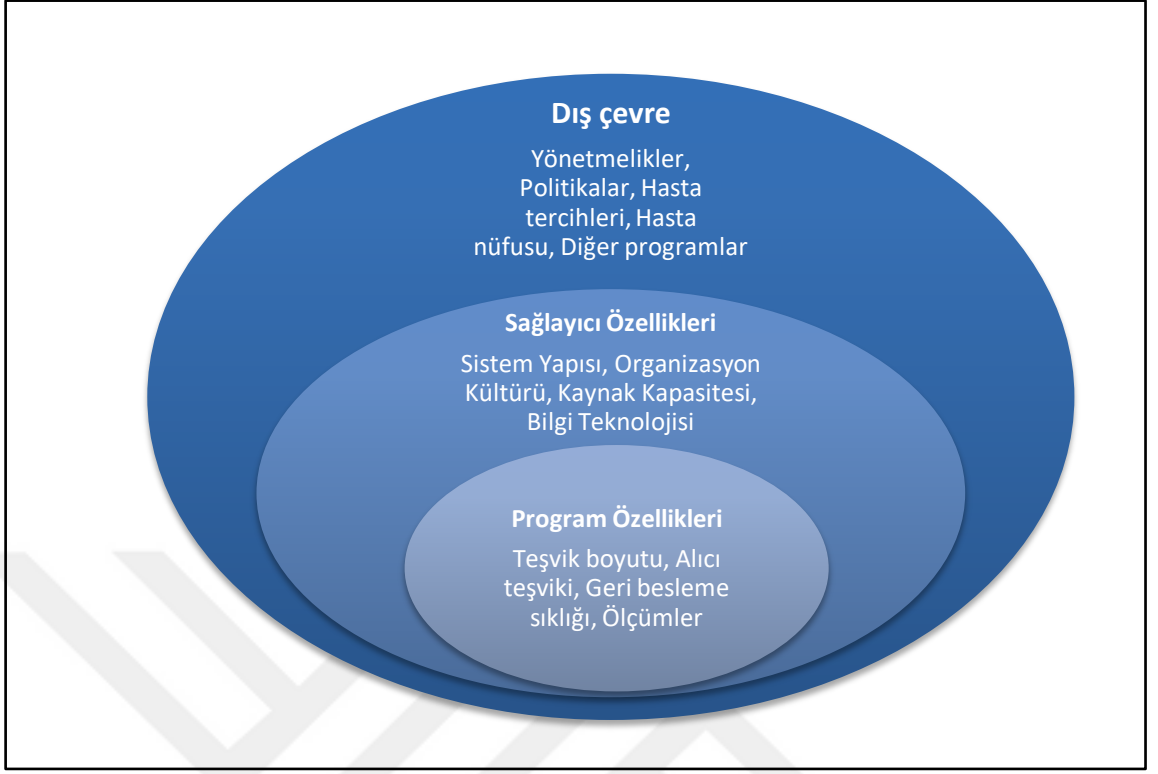 Dış çevre
Yönetmelikler,
Politikalar, Hasta
tercihleri, Hasta
nüfusu, Diğer programlar
Sağlayıcı Özellikleri
Sistem Yapısı, Organizasyon
Kültürü, Kaynak Kapasitesi,
Bilgi Teknolojisi
Program Özellikleri
Teşvik boyutu, Alıcı
teşviki, Geri besleme
sıklığı, Ölçümler